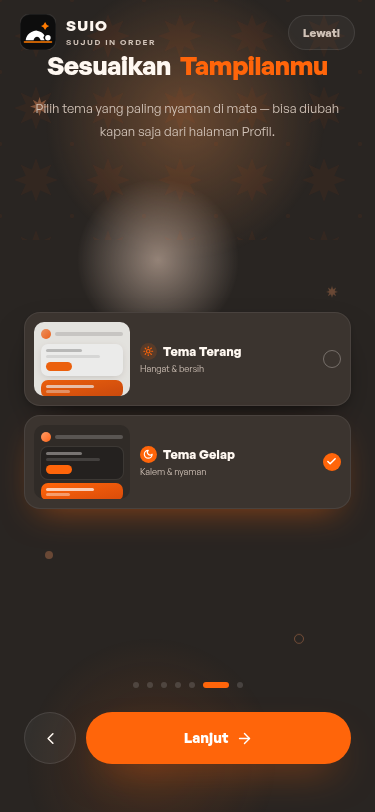 SUIO
SUJUD IN ORDER
Lewati
Sesuaikan Tampilanmu
Pilih tema yang paling nyaman di mata — bisa diubah
kapan saja dari halaman Profil.
Tema Terang
Hangat & bersih
Tema Gelap
Kalem & nyaman
Lanjut